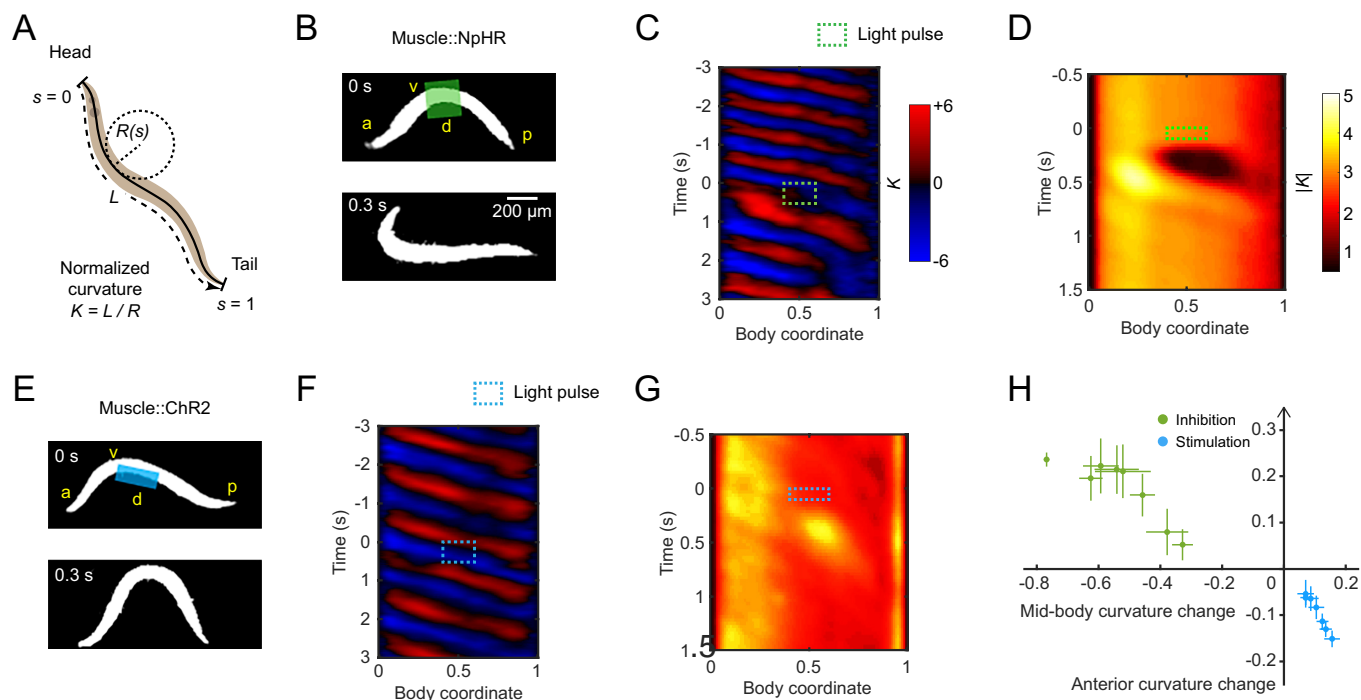 A
Head
s = 0
R(s)
L
Normalized
curvature
K = L / R
Tail
s = 1
B
Muscle::NpHR
0 s
v
a
d
p
0.3 s
200 µm
C
Light pulse
-3
-2
-1
0
1
2
3
Time (s)
0
0.5
1
Body coordinate
+6
0
-6
K
D
-0.5
0
0.5
1
1.5
Time (s)
0
0.5
1
Body coordinate
5
4
3
2
1
|K|
E
Muscle::ChR2
0 s
v
a
d
p
0.3 s
F
Light pulse
-3
-2
-1
0
1
2
3
Time (s)
0
0.5
1
Body coordinate
G
-0.5
0
0.5
1
1.5
Time (s)
0
0.5
1
Body coordinate
H
Inhibition
Stimulation
0.3
0.2
0.1
0
-0.1
-0.2
-0.8
-0.6
-0.4
-0.2
0.2
Mid-body curvature change
Anterior curvature change